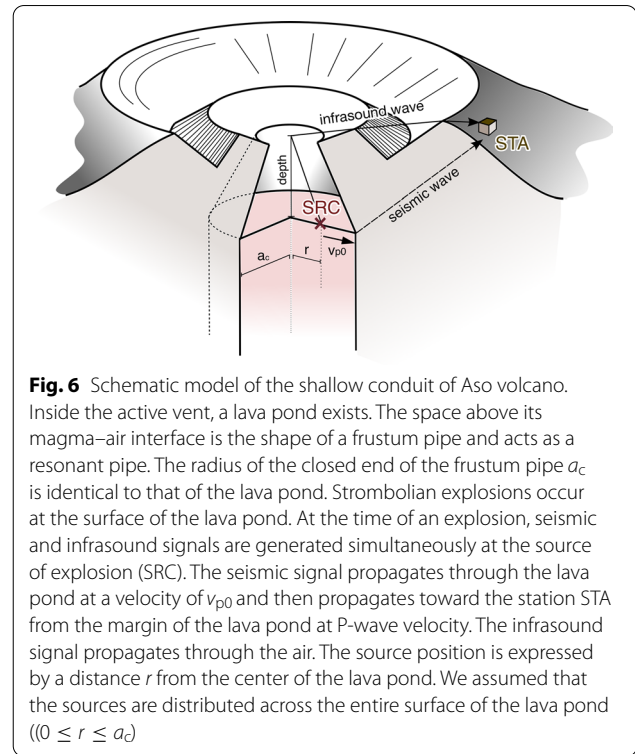 infrasound wave
STA
depth
SRC
seismic wave
ac
r
vp0
Fig. 6 Schematic model of the shallow conduit of Aso volcano.
Inside the active vent, a lava pond exists. The space above its
magma–air interface is the shape of a frustum pipe and acts as a
resonant pipe. The radius of the closed end of the frustum pipe ac
is identical to that of the lava pond. Strombolian explosions occur
at the surface of the lava pond. At the time of an explosion, seismic
and infrasound signals are generated simultaneously at the source
of explosion (SRC). The seismic signal propagates through the lava
pond at a velocity of vp0 and then propagates toward the station STA
from the margin of the lava pond at P-wave velocity. The infrasound
signal propagates through the air. The source position is expressed
by a distance r from the center of the lava pond. We assumed that
the sources are distributed across the entire surface of the lava pond
((0 ≤ r ≤ ac)